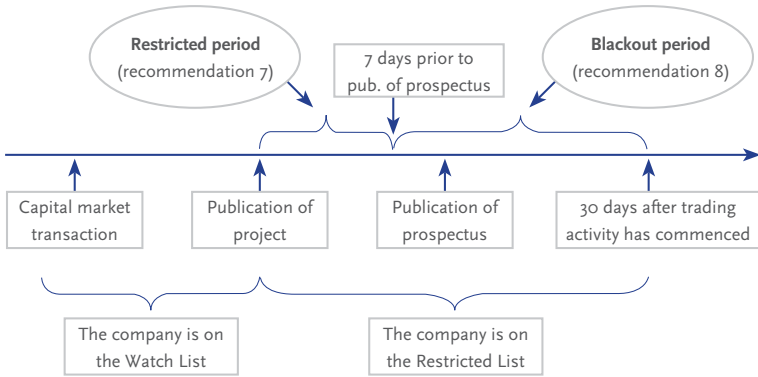 Restricted period
(recommendation 7)
7 days prior to
pub. of prospectus
Blackout period
(recommendation 8)
Capital market
transaction
Publication of
project
Publication of
prospectus
30 days after trading
activity has commenced
The company is on
the Watch List
The company is on
the Restricted List